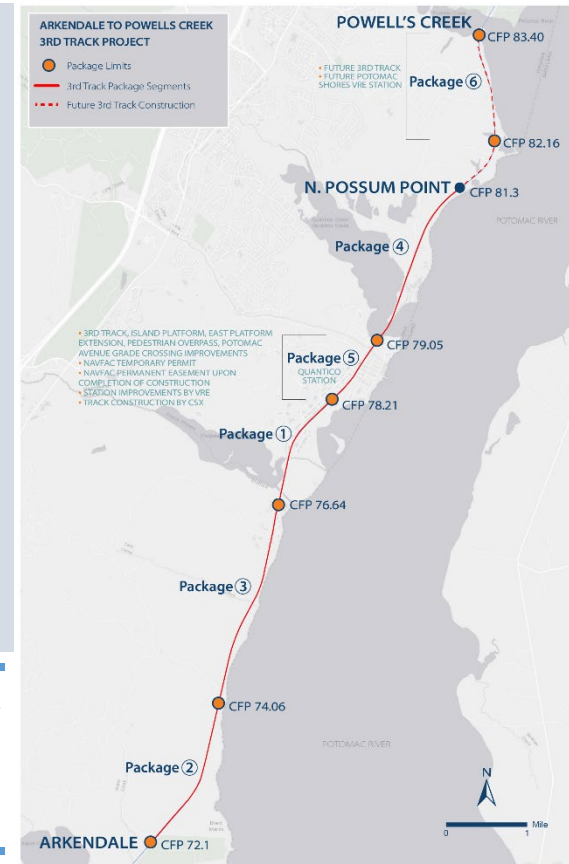 ARKENDALE TO POWELLS CREEK
3RD TRACK PROJECT
Package Limits
3rd Track Package Segments
Future 3rd Track Construction
POWELL'S CREEK
CFP 83.40
• FUTURE 3RD TRACK
• FUTURE POTOMAC
SHORES VRE STATION
Package 6
CFP 82.16
N. POSSUM POINT
CFP 81.3
POTOMAC RIVER
Package 4
• 3RD TRACK, ISLAND PLATFORM, EAST PLATFORM
EXTENSION, PEDESTRIAN OVERPASS, POTOMAC
AVENUE GRADE CROSSING IMPROVEMENTS
• NAVFAC TEMPORARY PERMIT
• NAVFAC PERMANENT EASEMENT UPON
COMPLETION OF CONSTRUCTION
• STATION IMPROVEMENTS BY VRE
• TRACK CONSTRUCTION BY CSX
CFP 79.05
Package 5
QUANTICO
STATION
CFP 78.21
Package 1
CFP 76.64
Package 3
CFP 74.06
POTOMAC RIVER
Package 2
N
Mile
0 1
ARKENDALE
CFP 72.1